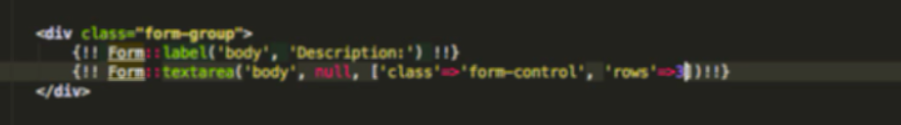 <div class="form-group">
{!! Form::label('body', 'Description:') !!}
{!! Form::textarea('body', null, ['class'=>'form-control', 'rows'=>3])!!}
</div>